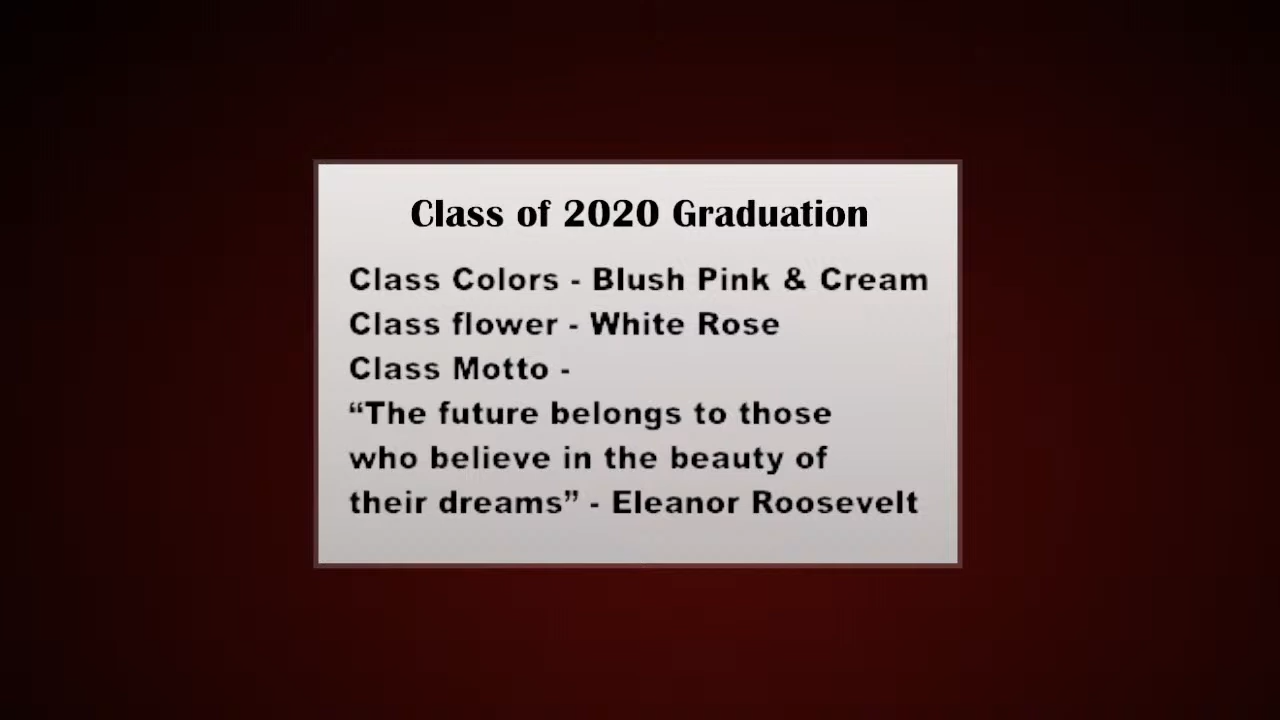 Class of 2020 Graduation
Class Colors - Blush Pink & Cream
Class flower - White Rose
Class Motto -
“The future belongs to those
who believe in the beauty of
their dreams” - Eleanor Roosevelt